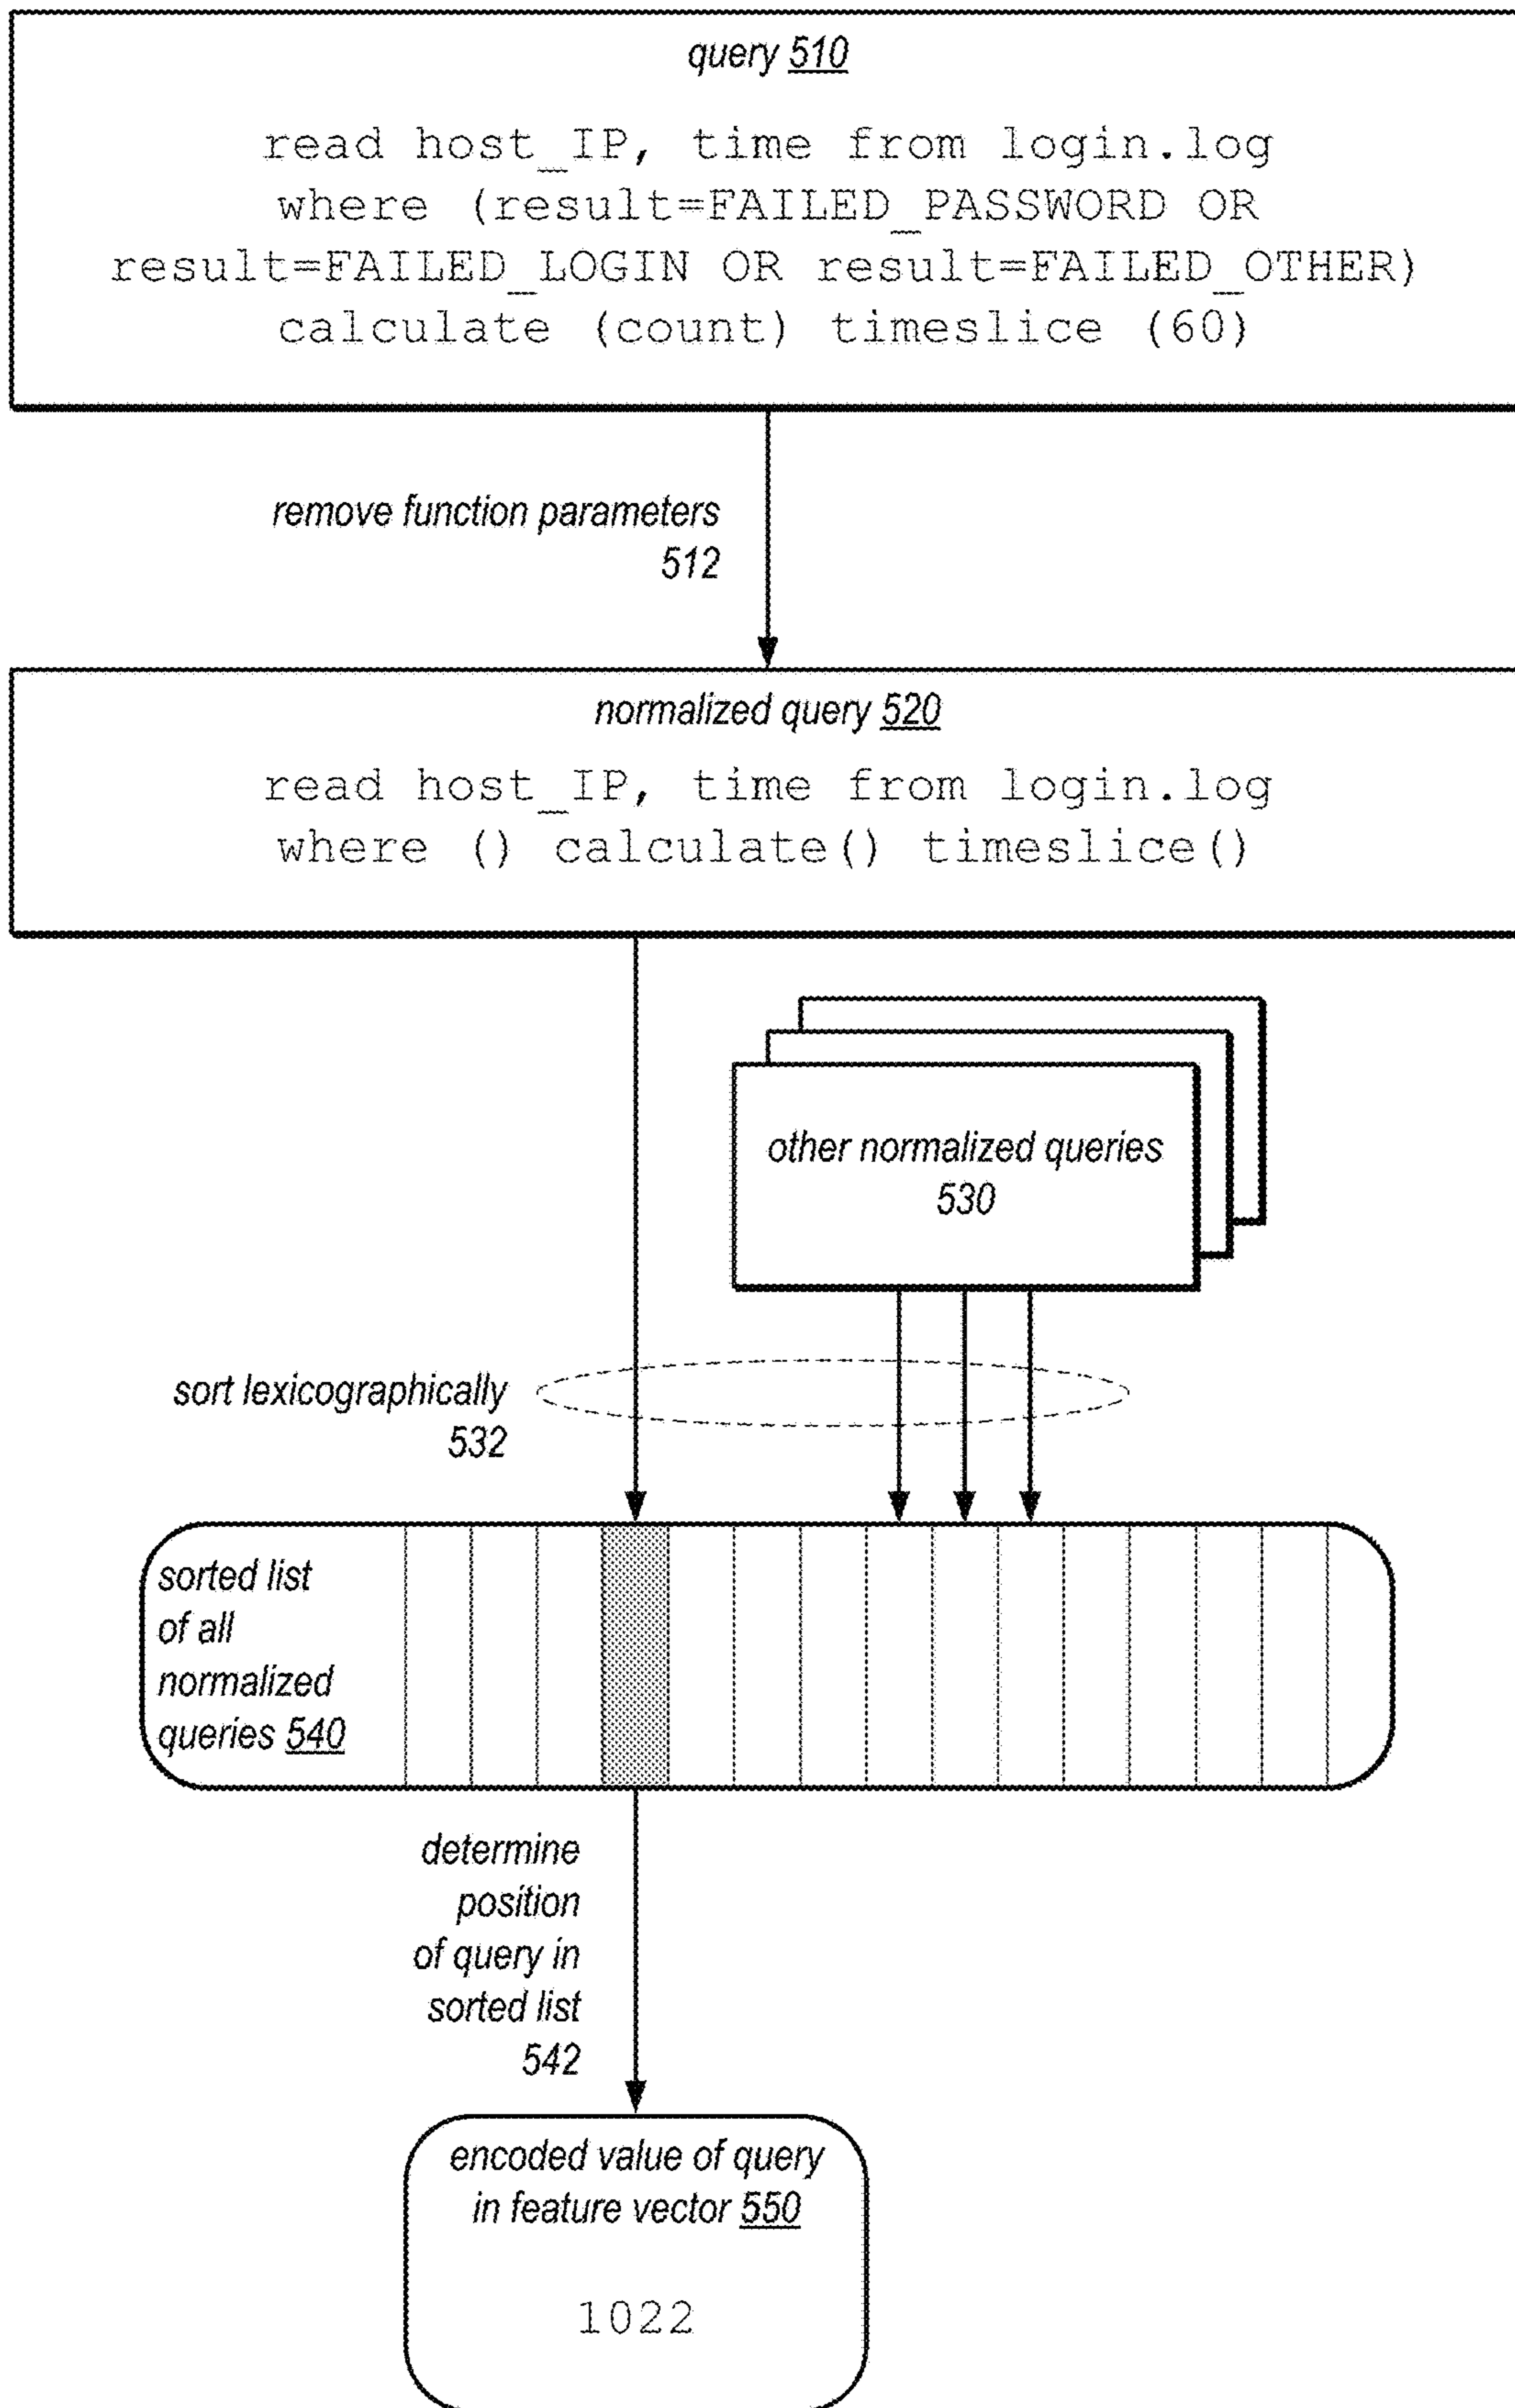 query 510
read host_IP, time from login.log
where (result=FAILED_PASSWORD OR
result=FAILED_LOGIN OR result=FAILED_OTHER)
calculate (count) timeslice (60)
remove function parameters
512
normalized query 520
read host_IP, time from login.log
where () calculate() timeslice()
other normalized queries
530
sort lexicographically
532
sorted list
of all
normalized
queries 540
determine
position
of query in
sorted list
542
encoded value of query
in feature vector 550
1022